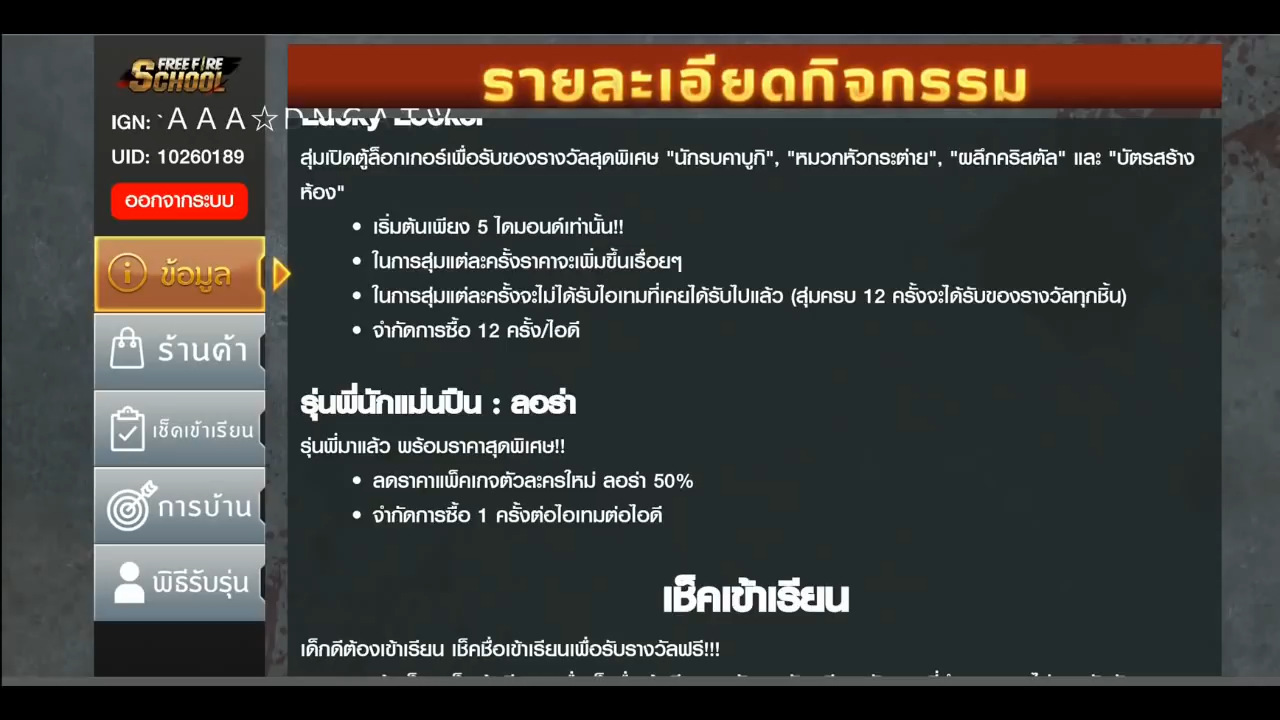 FREE FIRE
SCHOOL
รายละเอียดกิจกรรม
IGN:
UID: 10260189
ออกจากระบบ
ข้อมูล
ร้านค้า
เช็คเข้าเรียน
การบ้าน
พิธีรับรุ่น
Lucky Locker
สุ่มเปิดตู้ล็อกเกอร์เพื่อรับของรางวัลสุดพิเศษ "นักรบคาบูกิ", "หมวกหัวกระต่าย", "ผลึกคริสตัล" และ "บัตรสร้าง
ห้อง"
• เริ่มต้นเพียง 5 ไดมอนด์เท่านั้น!!
• ในการสุ่มแต่ละครั้งราคาจะเพิ่มขึ้นเรื่อยๆ
• ในการสุ่มแต่ละครั้งจะไม่ได้รับไอเทมที่เคยได้รับไปแล้ว (สุ่มครบ 12 ครั้งจะได้รับของรางวัลทุกชิ้น)
• จำกัดการซื้อ 12 ครั้ง/ไอดี
รุ่นพี่นักแม่นปืน : ลอร่า
รุ่นพี่มาแล้ว พร้อมราคาสุดพิเศษ!!
• ลดราคาแพ็คเกจตัวละครใหม่ ลอร่า 50%
• จำกัดการซื้อ 1 ครั้งต่อไอเทมต่อไอดี
เช็คเข้าเรียน
เด็กดีต้องเข้าเรียน เช็คชื่อเข้าเรียนเพื่อรับรางวัลฟรี!!!